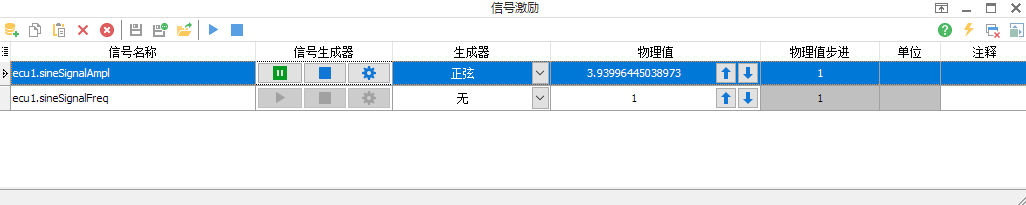 信号激励
信号名称 信号生成器 生成器 物理值 物理值步进 单位 注释
ecu1.sineSignalAmpl 正弦 3.93996445038973 1
ecu1.sineSignalFreq 无 1 1